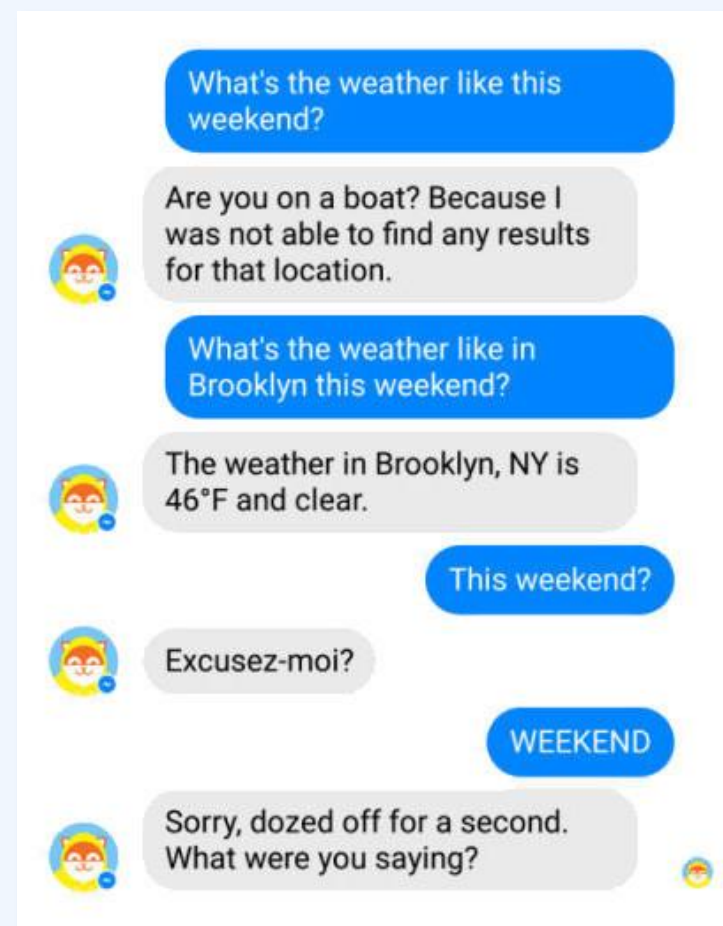 What's the weather like this
weekend?
Are you on a boat? Because I
was not able to find any results
for that location.
What's the weather like in
Brooklyn this weekend?
The weather in Brooklyn, NY is
46°F and clear.
This weekend?
Excusez-moi?
WEEKEND
Sorry, dozed off for a second.
What were you saying?